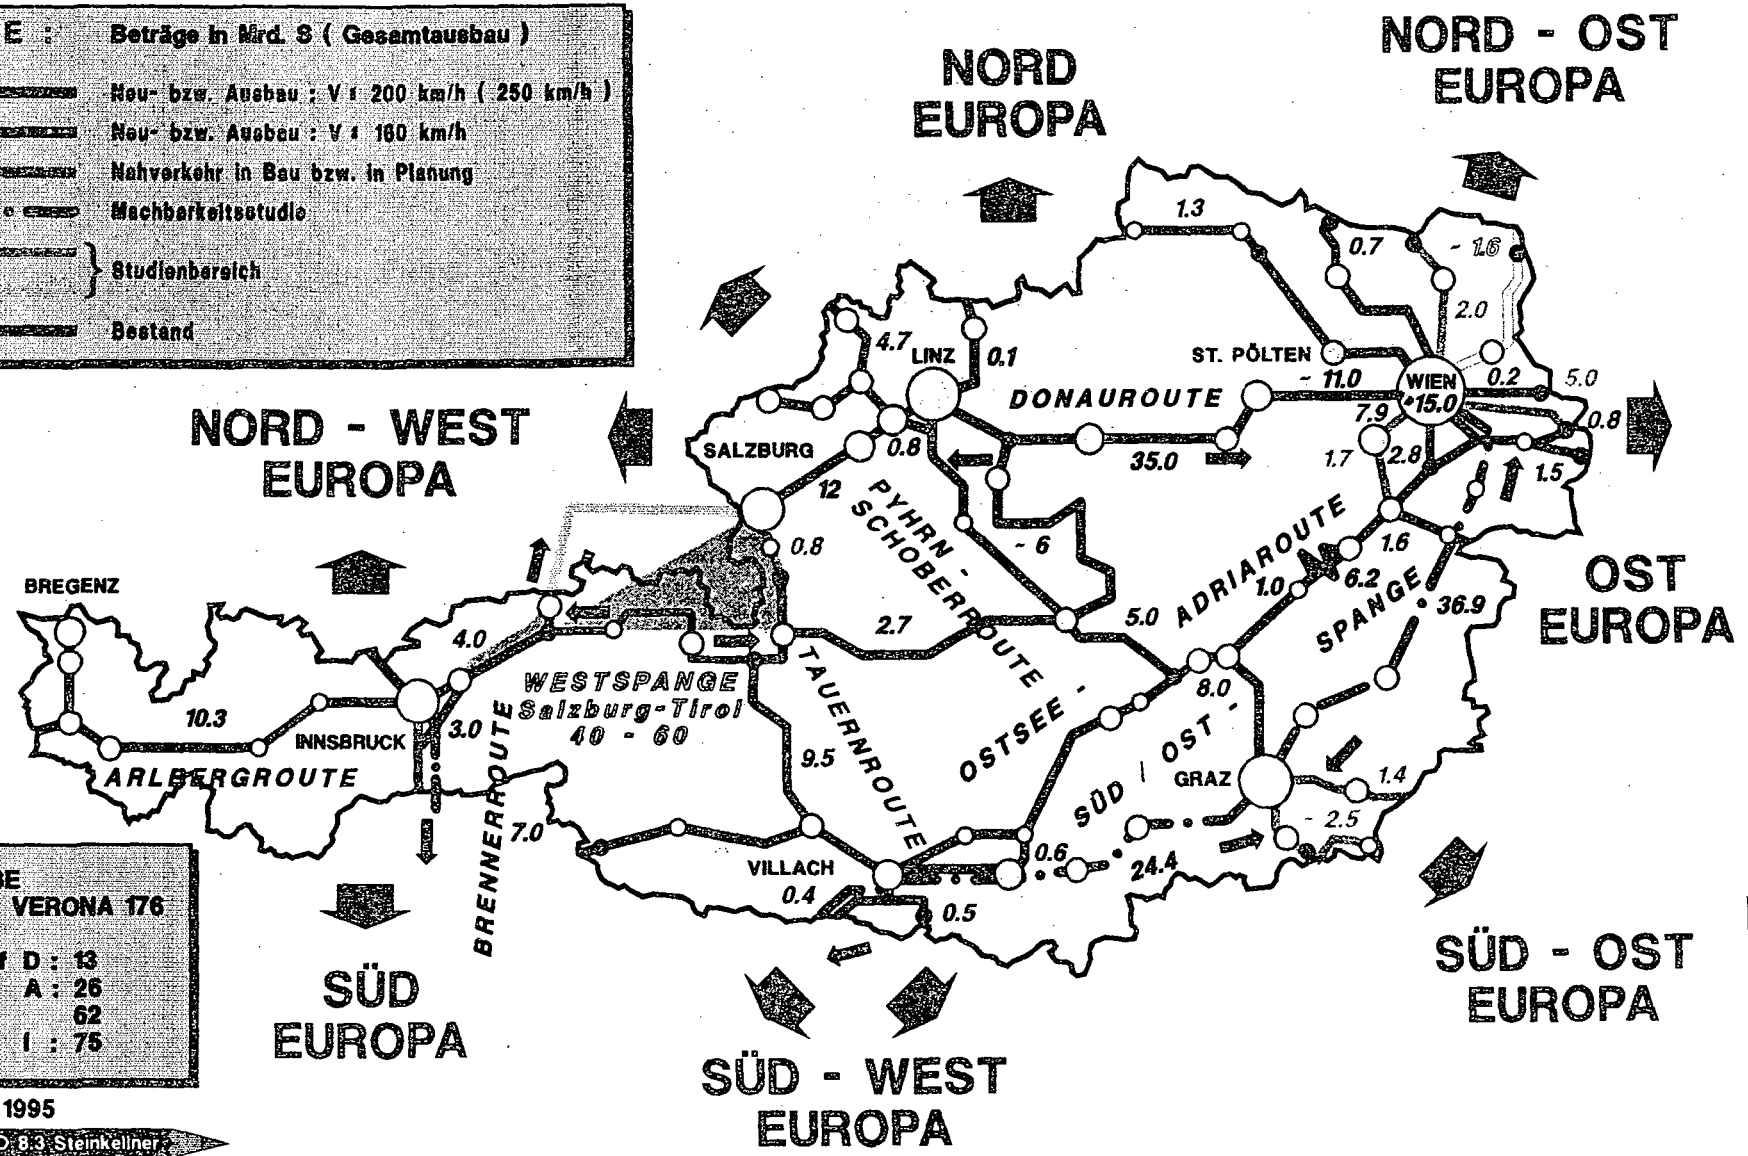 E : Beträge in Mrd. S ( Gesamtausbau )
Neu- bzw. Ausbau : V = 200 km/h ( 250 km/h )
Neu- bzw. Ausbau : V = 160 km/h
Nahverkehr in Bau bzw. in Planung
Machbarkeitsstudie
Studienbereich
Bestand
NORD
EUROPA
NORD - OST
EUROPA
1.3
0.7
~ 1.6
2.0
4.7
LINZ
0.1
ST. PÖLTEN
~ 11.0
WIEN
15.0
0.2
5.0
DONAUROUTE
7.9
0.8
NORD - WEST
EUROPA
SALZBURG
0.8
35.0
1.7
2.8
1.5
12
PYHRN -
SCHOBERROUTE
~ 6
0.8
ADRIAROUTE
1.6
1.0
6.2
OST
EUROPA
BREGENZ
36.9
SPANGE
4.0
2.7
5.0
WESTSPANGE
Salzburg-Tirol
40 - 60
TAUERNROUTE
8.0
10.3
3.0
INNSBRUCK
ARLBERGROUTE
BRENNERROUTE
9.5
OSTSEE -
SÜD
OST -
GRAZ
1.4
~ 2.5
7.0
VILLACH
0.6
24.4
0.4
0.5
BE
VERONA 176
f D : 13
A : 26
62
I : 75
SÜD
EUROPA
SÜD - OST
EUROPA
SÜD - WEST
EUROPA
1995
8.3 Steinkellner